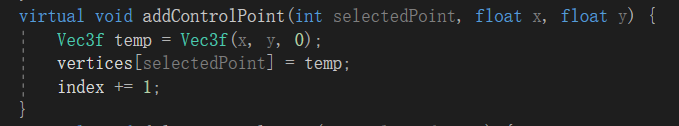 virtual void addControlPoint(int selectedPoint, float x, float y) {
Vec3f temp = Vec3f(x, y, 0);
vertices[selectedPoint] = temp;
index += 1;
}